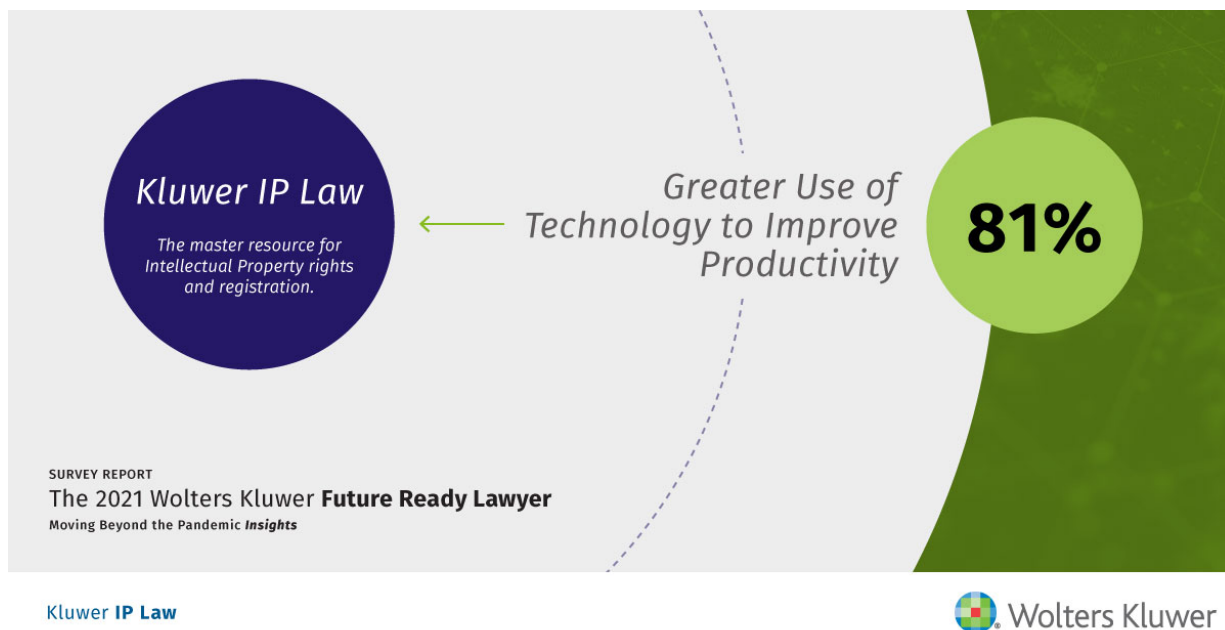 Kluwer IP Law
The master resource for
Intellectual Property rights
and registration.
Greater Use of
Technology to Improve
Productivity
81%
SURVEY REPORT
The 2021 Wolters Kluwer Future Ready Lawyer
Moving Beyond the Pandemic Insights
Kluwer IP Law
Wolters Kluwer